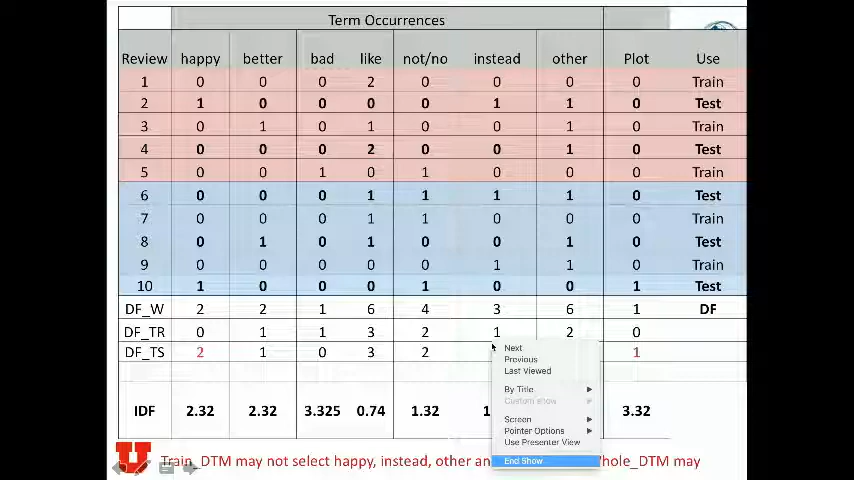 Term Occurrences
Review happy better bad like not/no instead other Plot Use
1 0 0 0 2 0 0 0 0 Train
2 1 0 0 0 0 1 1 0 Test
3 0 1 0 1 0 0 1 0 Train
4 0 0 0 2 0 0 1 0 Test
5 0 0 1 0 1 0 0 0 Train
6 0 0 0 1 1 1 1 0 Test
7 0 0 0 1 1 0 0 0 Train
8 0 1 0 1 0 0 1 0 Test
9 0 0 0 0 0 1 1 0 Train
10 1 0 0 0 1 0 0 1 Test
DF_W 2 2 1 6 4 3 6 1 DF
DF_TR 0 1 1 3 2 1 2 0
DF_TS 2 1 0 3 2 1
IDF 2.32 2.32 3.325 0.74 1.32 1 3.32
Next
Previous
Last Viewed
By Title
Custom Show
Screen
Pointer Options
Use Presenter View
End Show
U
Train_DTM may not select happy, instead, other an hole_DTM may